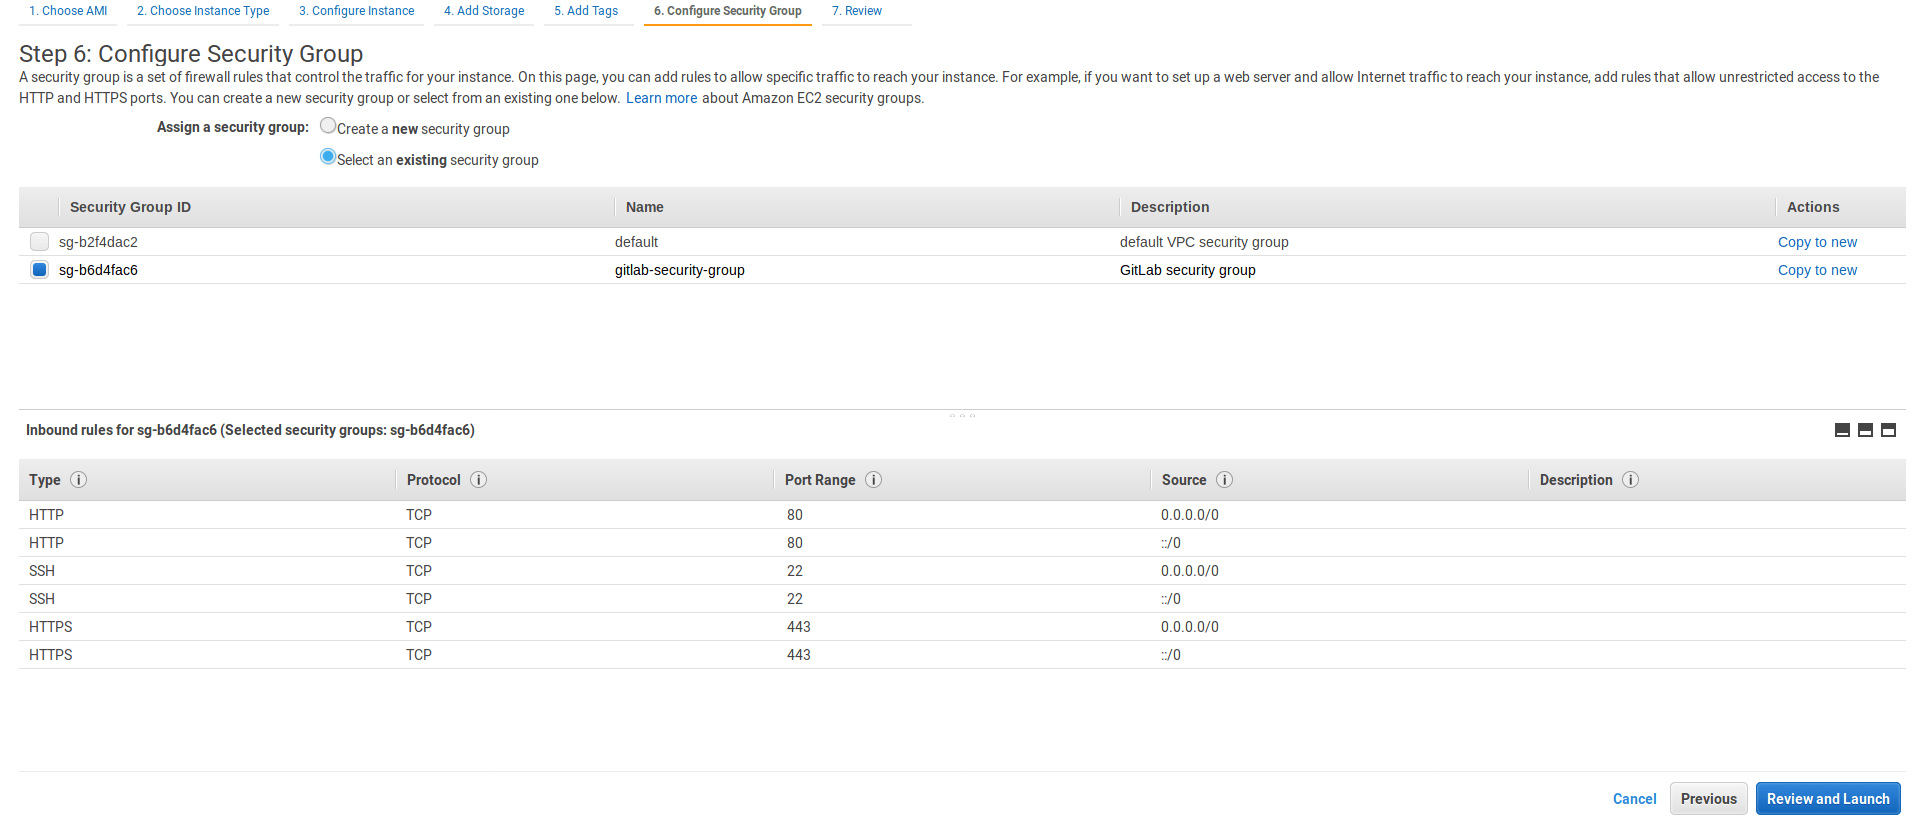 1. Choose AMI 2. Choose Instance Type 3. Configure Instance 4. Add Storage 5. Add Tags 6. Configure Security Group 7. Review
Step 6: Configure Security Group
A security group is a set of firewall rules that control the traffic for your instance. On this page, you can add rules to allow specific traffic to reach your instance. For example, if you want to set up a web server and allow Internet traffic to reach your instance, add rules that allow unrestricted access to the
HTTP and HTTPS ports. You can create a new security group or select from an existing one below. Learn more about Amazon EC2 security groups.
Assign a security group: Create a new security group
Select an existing security group
Security Group ID Name Description Actions
sg-b2f4dac2 default default VPC security group Copy to new
sg-b6d4fac6 gitlab-security-group GitLab security group Copy to new
Inbound rules for sg-b6d4fac6 (Selected security groups: sg-b6d4fac6)
Type i Protocol i Port Range i Source i Description i
HTTP TCP 80 0.0.0.0/0
HTTP TCP 80 ::/0
SSH TCP 22 0.0.0.0/0
SSH TCP 22 ::/0
HTTPS TCP 443 0.0.0.0/0
HTTPS TCP 443 ::/0
Cancel Previous Review and Launch